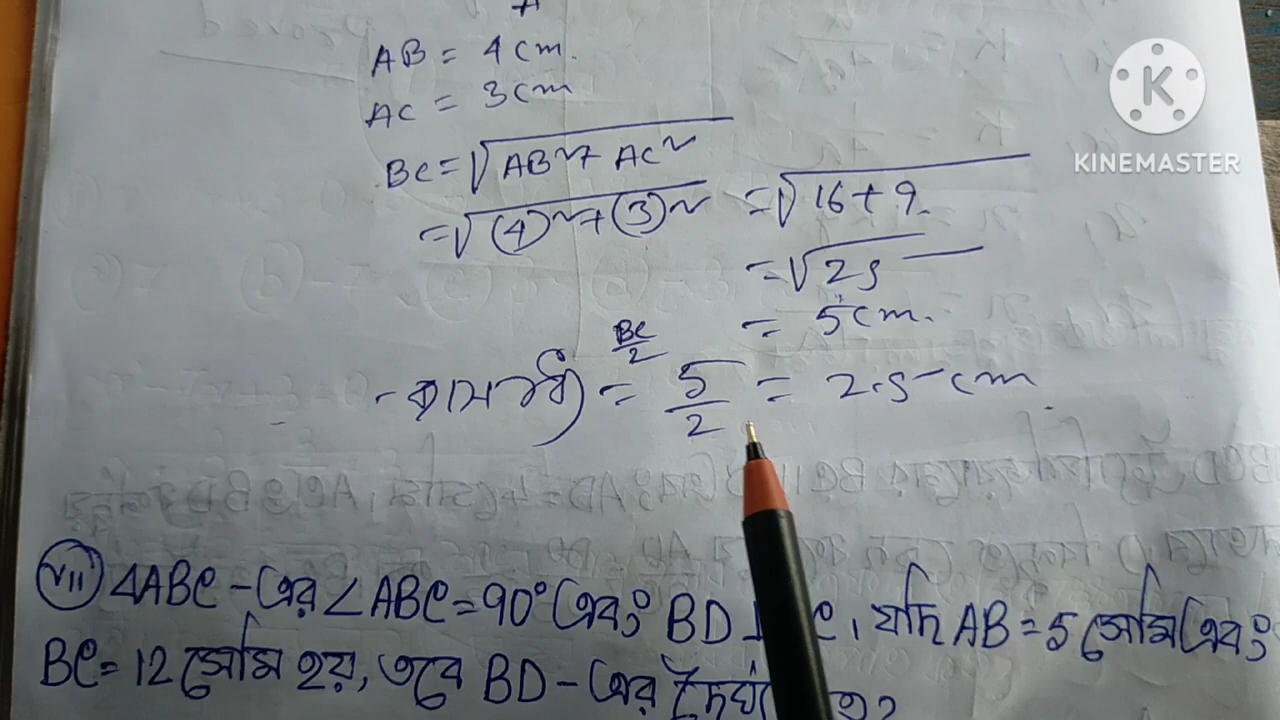 A
AB = 4 cm.
AC = 3 cm
BC = √AB² + AC²
= √(4)² + (3)² = √16 + 9
= √25
= 5 cm.
ব্যাসার্ধ = BC/2 = 5/2 = 2.5 cm
(vii) ΔABC - এর ∠ABC = 90° এবং BD ⊥ , যদি AB = 5 সেমি এবং
BC = 12 সেমি হয়, তবে BD - এর
K
KINEMASTER